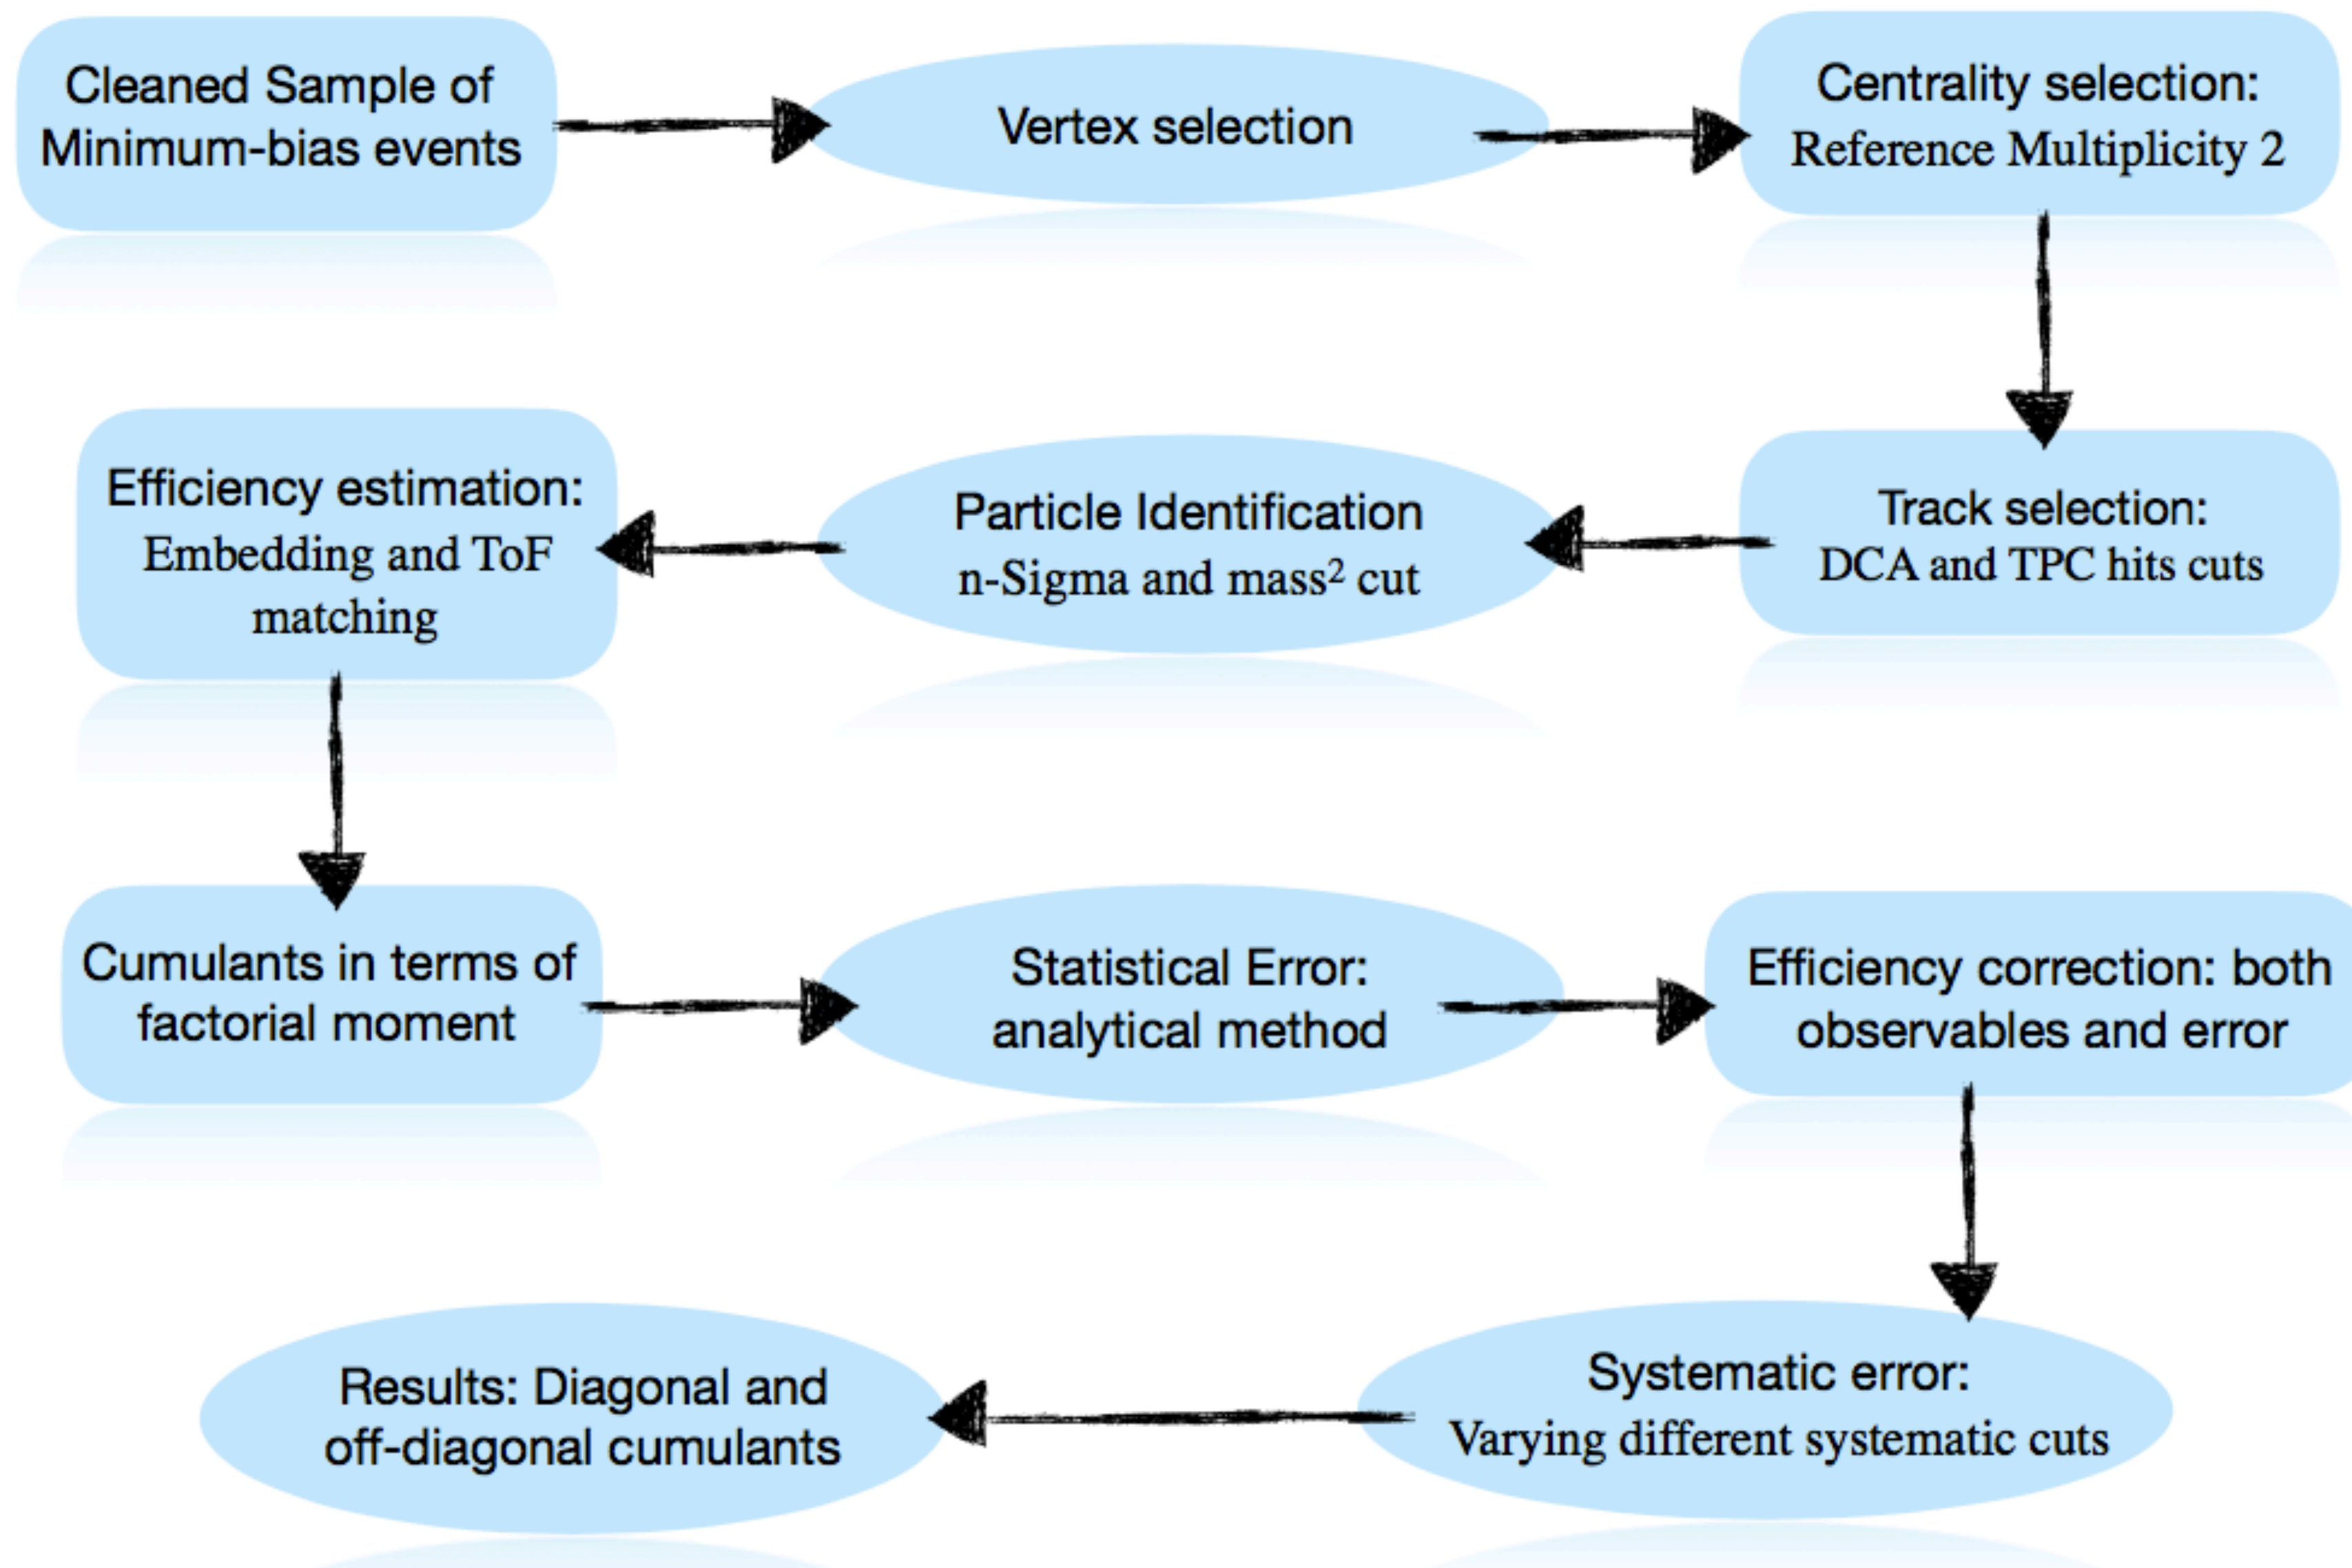 Cleaned Sample of
Minimum-bias events
Vertex selection
Centrality selection:
Reference Multiplicity 2
Track selection:
DCA and TPC hits cuts
Particle Identification
n-Sigma and mass² cut
Efficiency estimation:
Embedding and ToF
matching
Cumulants in terms of
factorial moment
Statistical Error:
analytical method
Efficiency correction: both
observables and error
Systematic error:
Varying different systematic cuts
Results: Diagonal and
off-diagonal cumulants